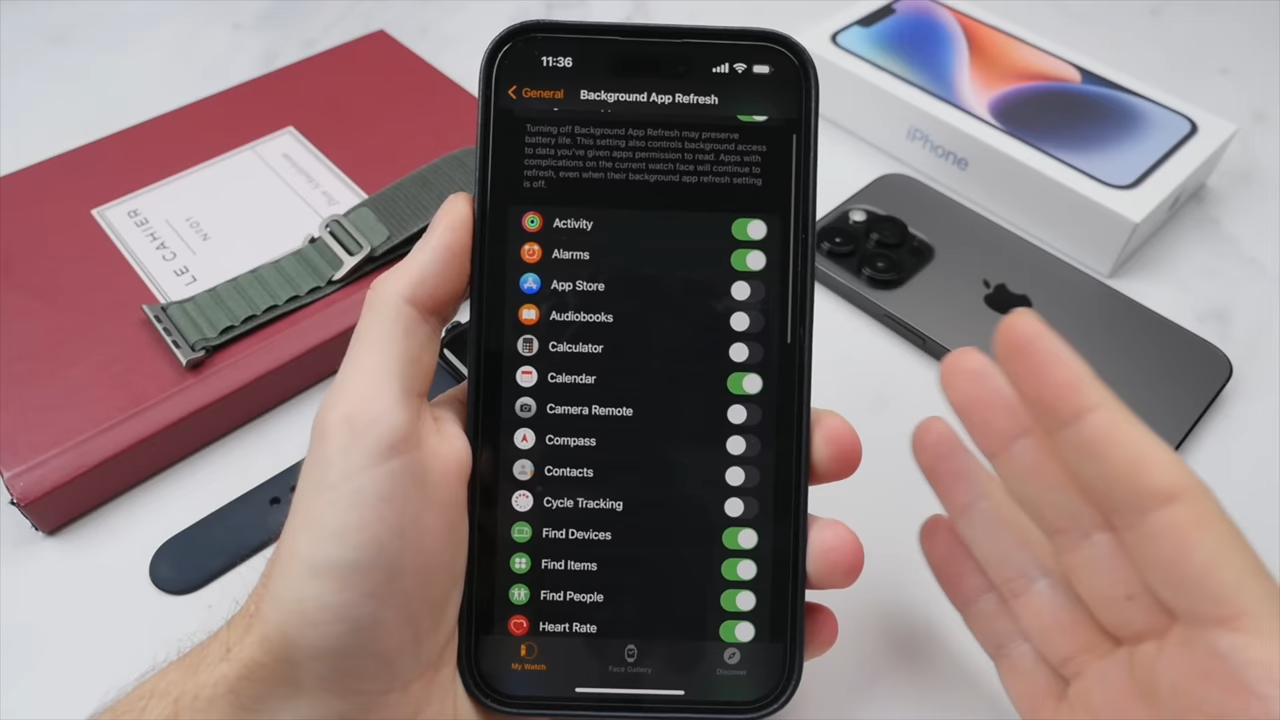 11:36
General
Background App Refresh
Turning off Background App Refresh may preserve
battery life. This setting also controls background access
to data you've given apps permission to read. Apps with
complications on the current watch face will continue to
refresh, even when their background app refresh setting
is off.
Activity
Alarms
App Store
Audiobooks
Calculator
Calendar
Camera Remote
Compass
Contacts
Cycle Tracking
Find Devices
Find Items
Find People
Heart Rate
My Watch
Face Gallery
Discover
iPhone
LE CAHIER
Nº01